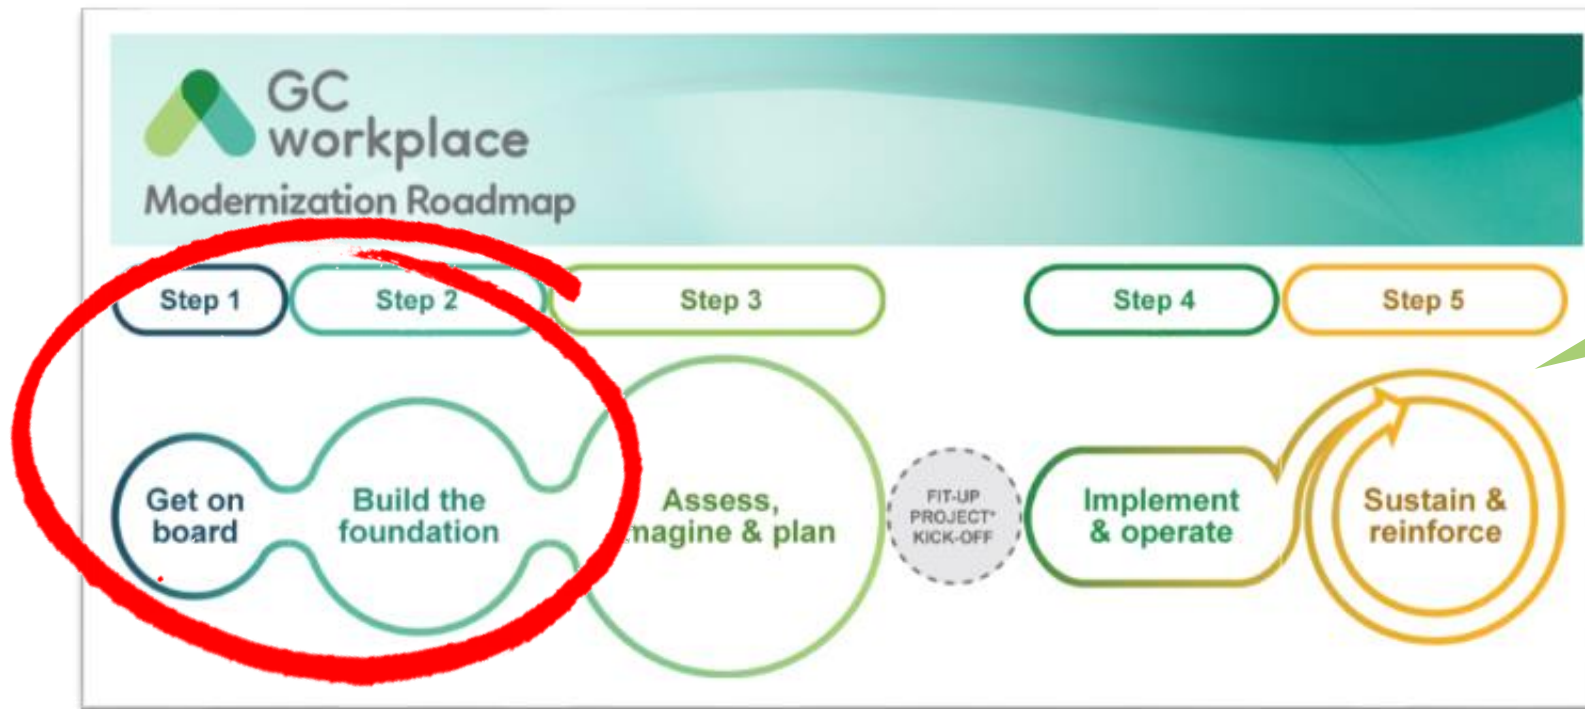 GC
workplace
Modernization Roadmap
Step 1
Step 2
Step 3
Step 4
Step 5
Get on
board
Build the
foundation
Assess,
magine & plan
FIT-UP
PROJECT*
KICK-OFF
Implement
& operate
Sustain &
reinforce